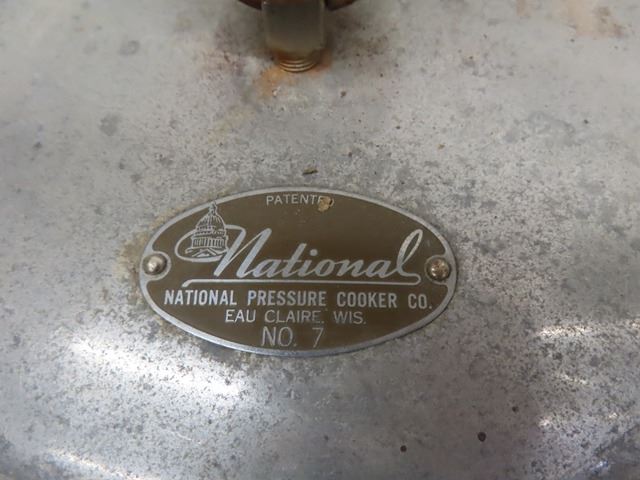 PATENTED
National
NATIONAL PRESSURE COOKER CO.
EAU CLAIRE, WIS.
NO. 7